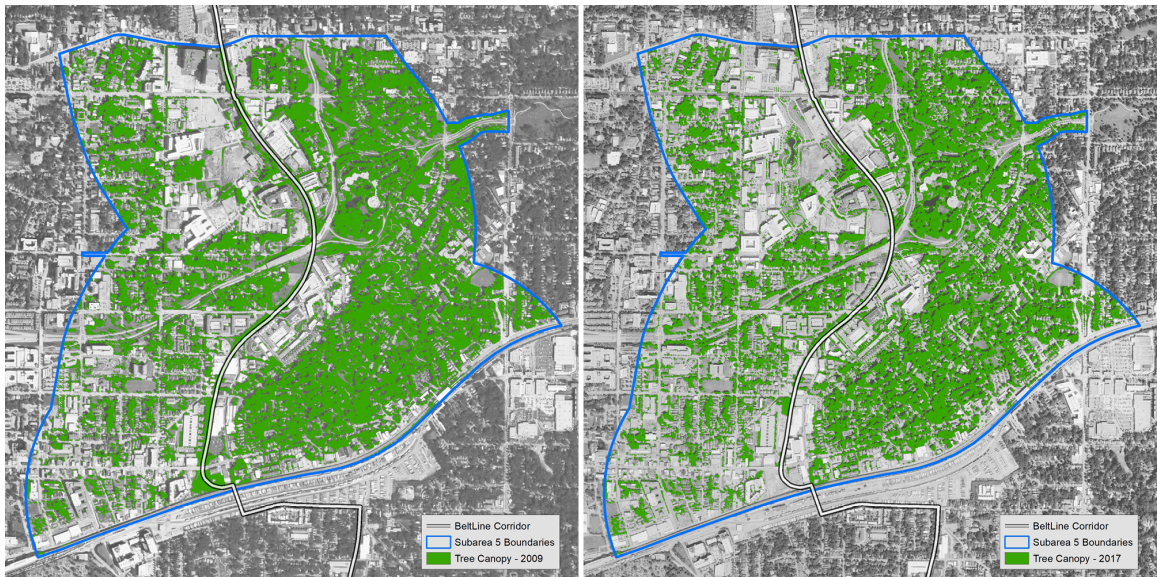 BeltLine Corridor
Subarea 5 Boundaries
Tree Canopy - 2009
BeltLine Corridor
Subarea 5 Boundaries
Tree Canopy - 2017